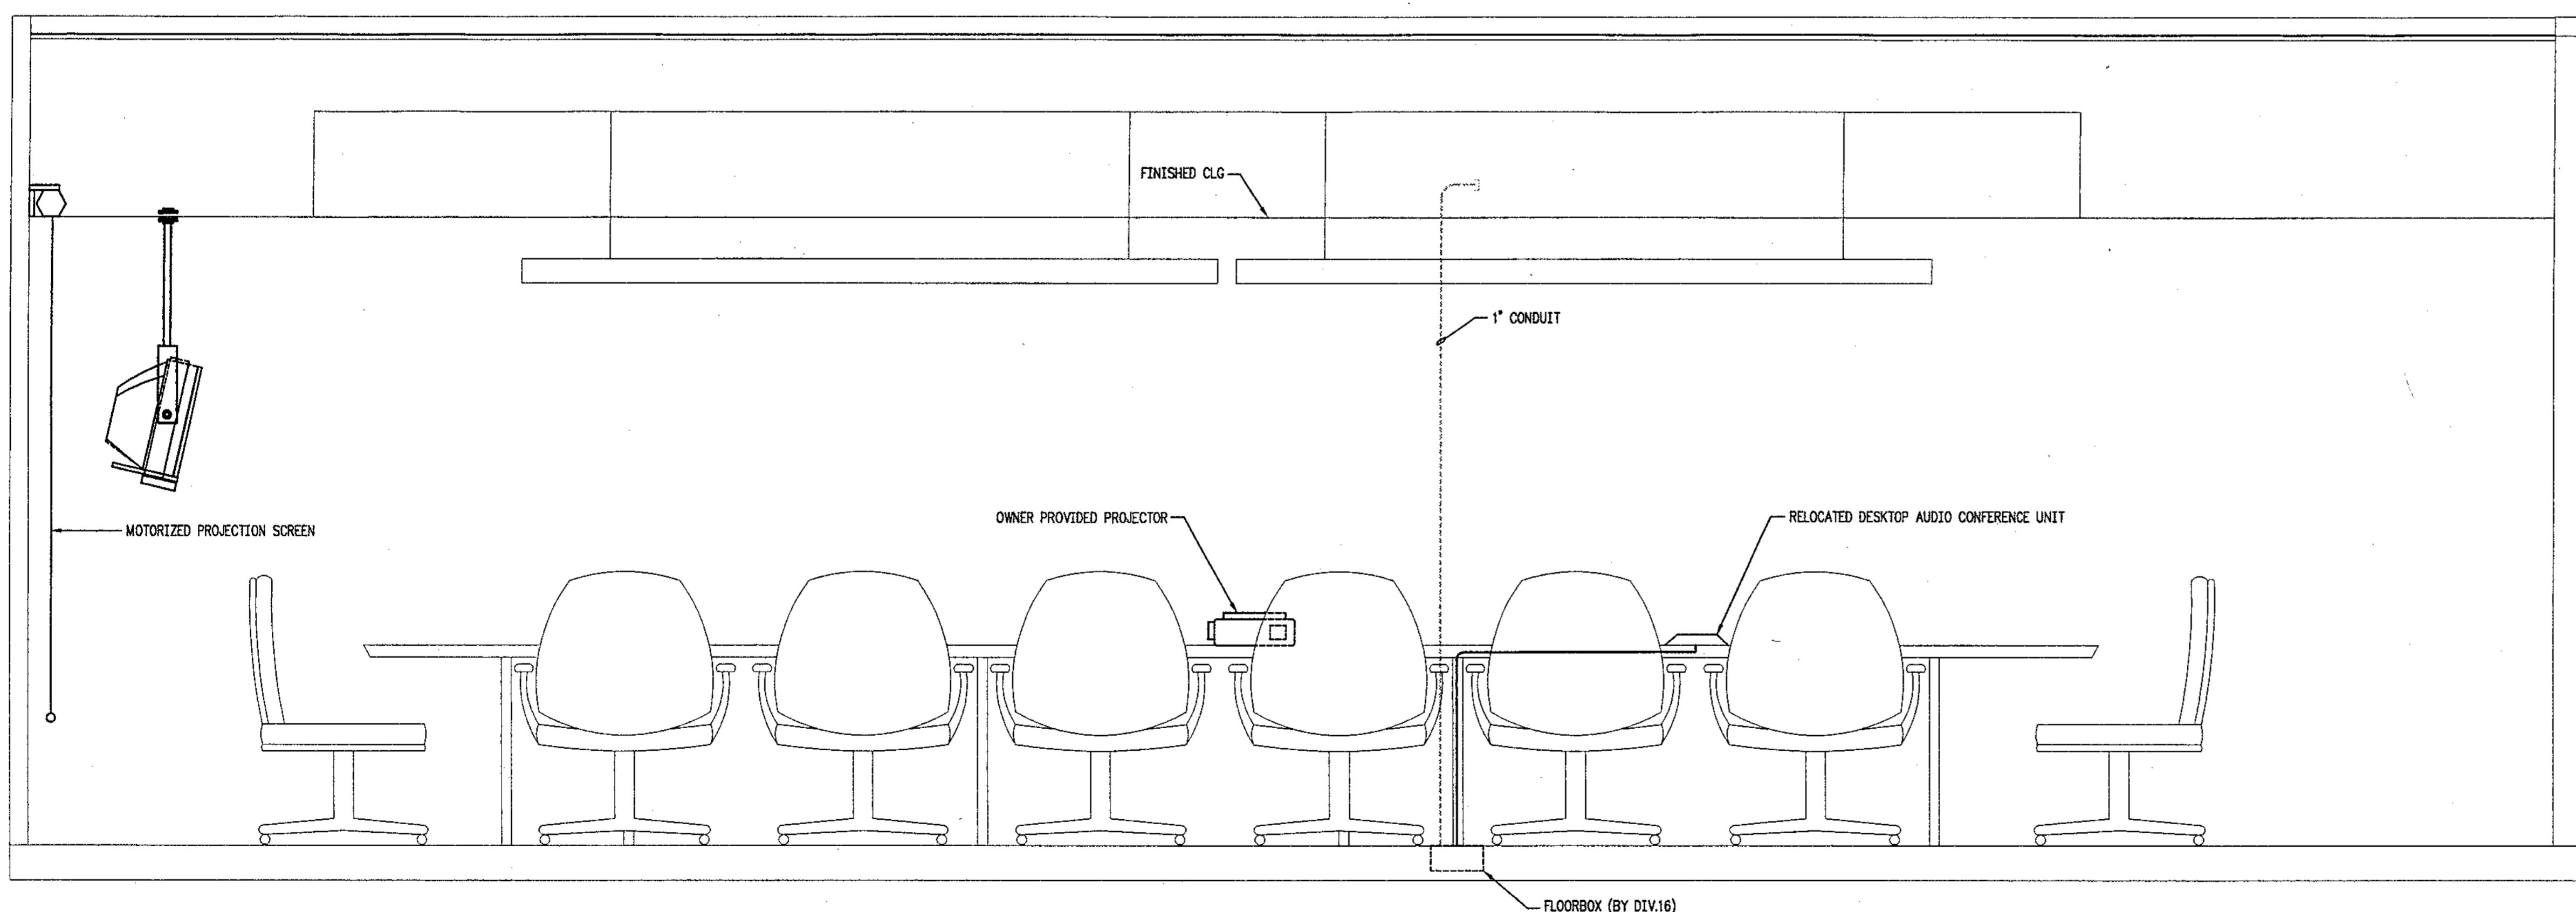 FINISHED CLG
1" CONDUIT
OWNER PROVIDED PROJECTOR
RELOCATED DESKTOP AUDIO CONFERENCE UNIT
MOTORIZED PROJECTION SCREEN
FLOORBOX (BY DIV.16)